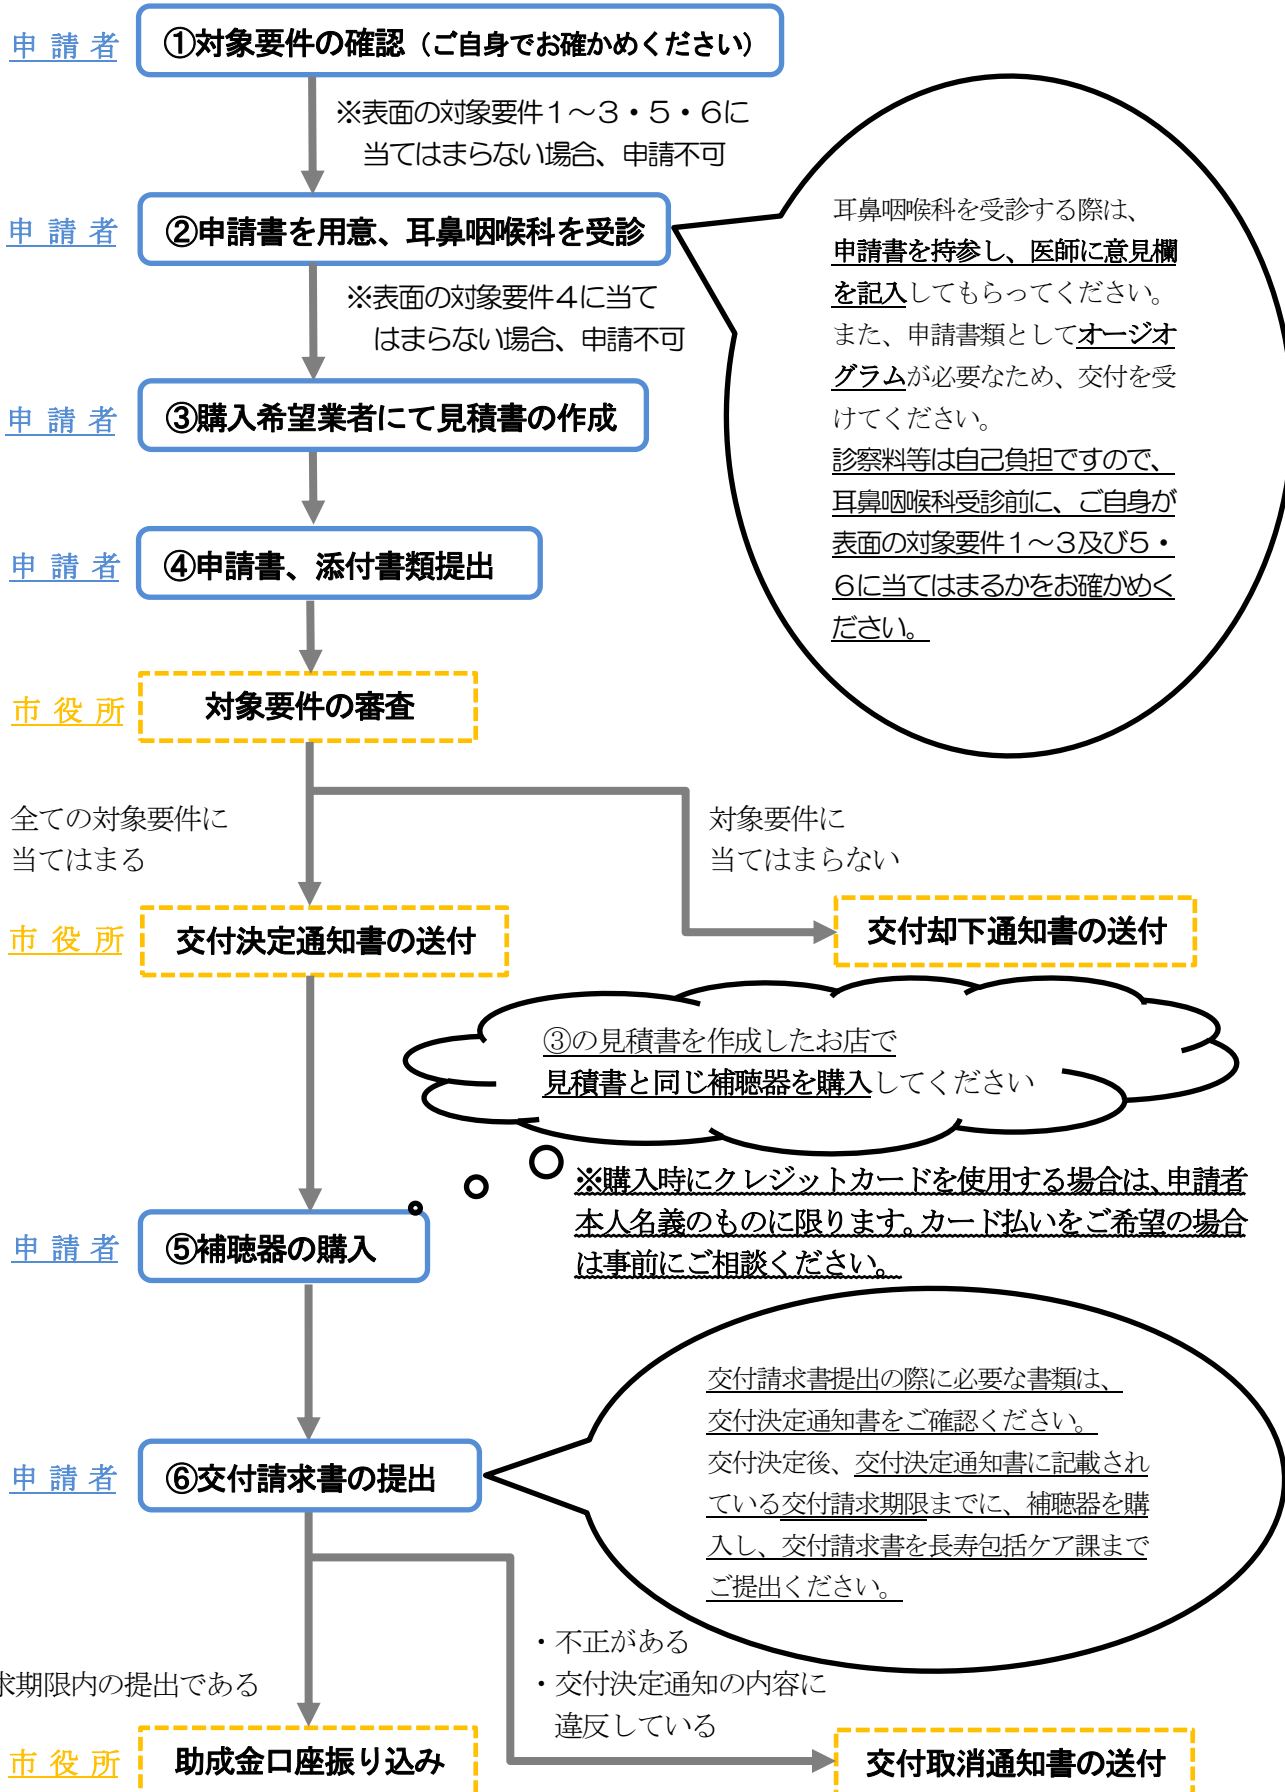 申請者
①対象要件の確認（ご自身でお確かめください）
※表面の対象要件１～３・５・６に
当てはまらない場合、申請不可
申請者
②申請書を用意、耳鼻咽喉科を受診
耳鼻咽喉科を受診する際は、
申請書を持参し、医師に意見欄
を記入してもらってください。
また、申請書類としてオージオ
グラムが必要なため、交付を受
けてください。
診察料等は自己負担ですので、
耳鼻咽喉科受診前に、ご自身が
表面の対象要件１～３及び５・
６に当てはまるかをお確かめく
ださい。
※表面の対象要件４に当て
はまらない場合、申請不可
申請者
③購入希望業者にて見積書の作成
申請者
④申請書、添付書類提出
市役所
対象要件の審査
全ての対象要件に
当てはまる
対象要件に
当てはまらない
市役所
交付決定通知書の送付
交付却下通知書の送付
③の見積書を作成したお店で
見積書と同じ補聴器を購入してください
※購入時にクレジットカードを使用する場合は、申請者
本人名義のものに限ります。カード払いをご希望の場合
は事前にご相談ください。
申請者
⑤補聴器の購入
交付請求書提出の際に必要な書類は、
交付決定通知書をご確認ください。
交付決定後、交付決定通知書に記載され
ている交付請求期限までに、補聴器を購
入し、交付請求書を長寿包括ケア課まで
ご提出ください。
申請者
⑥交付請求書の提出
・不正がある
・交付決定通知の内容に
違反している
求期限内の提出である
市役所
助成金口座振り込み
交付取消通知書の送付